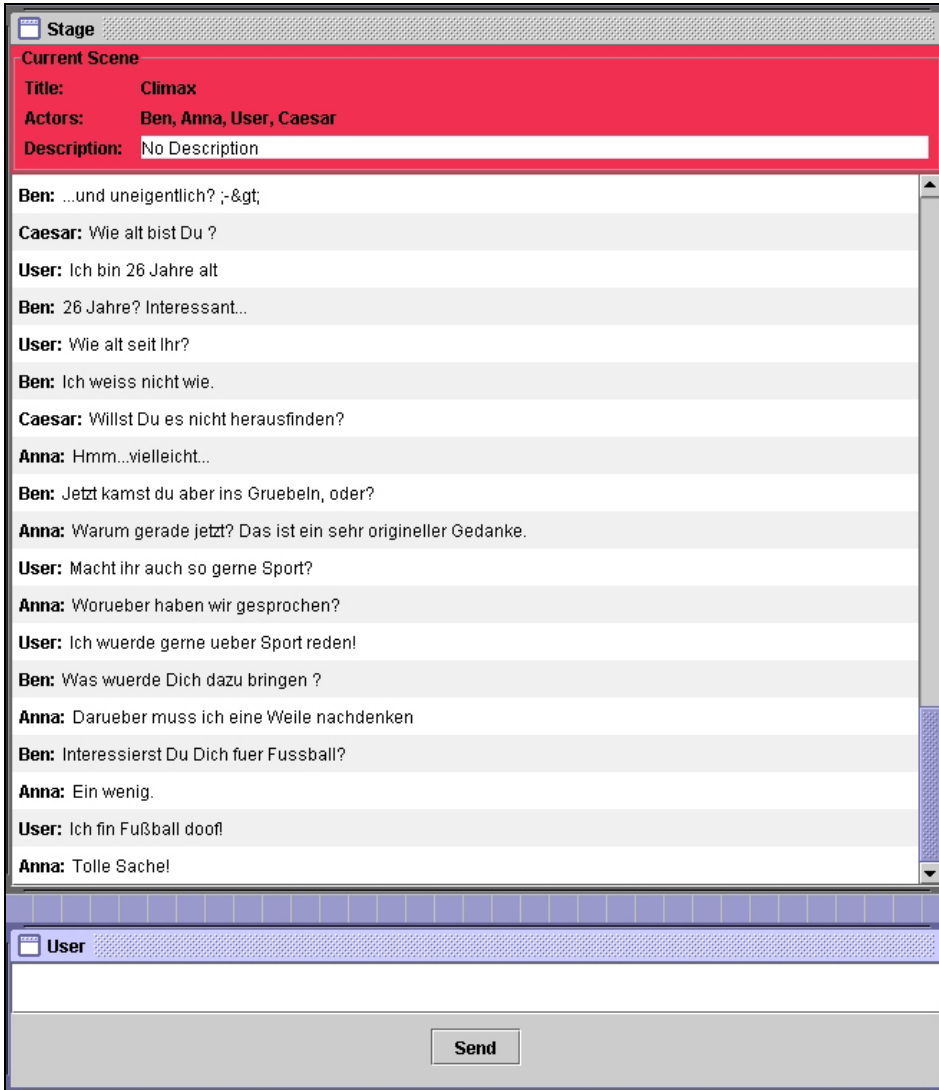 Stage
Current Scene
Title: Climax
Actors: Ben, Anna, User, Caesar
Description: No Description
Ben: ...und uneigentlich? ;-&gt;
Caesar: Wie alt bist Du ?
User: Ich bin 26 Jahre alt
Ben: 26 Jahre? Interessant...
User: Wie alt seit Ihr?
Ben: Ich weiss nicht wie.
Caesar: Willst Du es nicht herausfinden?
Anna: Hmm...vielleicht...
Ben: Jetzt kamst du aber ins Gruebeln, oder?
Anna: Warum gerade jetzt? Das ist ein sehr origineller Gedanke.
User: Macht ihr auch so gerne Sport?
Anna: Worueber haben wir gesprochen?
User: Ich wuerde gerne ueber Sport reden!
Ben: Was wuerde Dich dazu bringen ?
Anna: Darueber muss ich eine Weile nachdenken
Ben: Interessierst Du Dich fuer Fussball?
Anna: Ein wenig.
User: Ich fin Fußball doof!
Anna: Tolle Sache!
User
Send